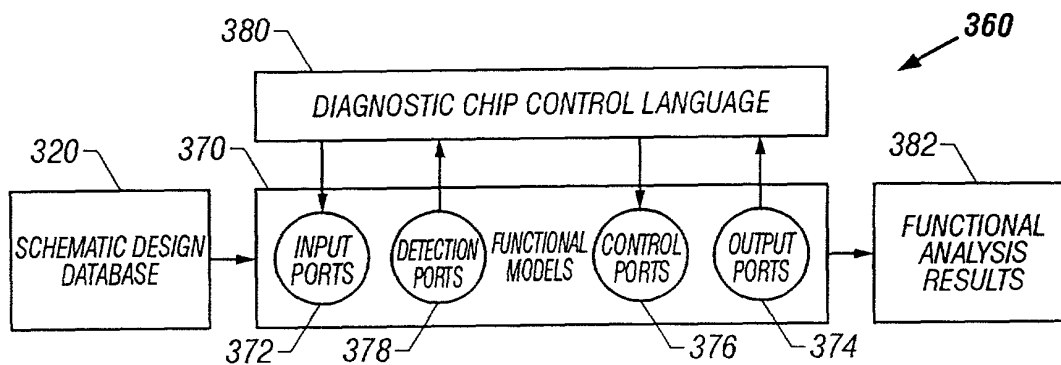 380
360
DIAGNOSTIC CHIP CONTROL LANGUAGE
320
370
382
SCHEMATIC DESIGN
DATABASE
INPUT
PORTS
DETECTION
PORTS
FUNCTIONAL
MODELS
CONTROL
PORTS
OUTPUT
PORTS
FUNCTIONAL
ANALYSIS
RESULTS
372
378
376
374